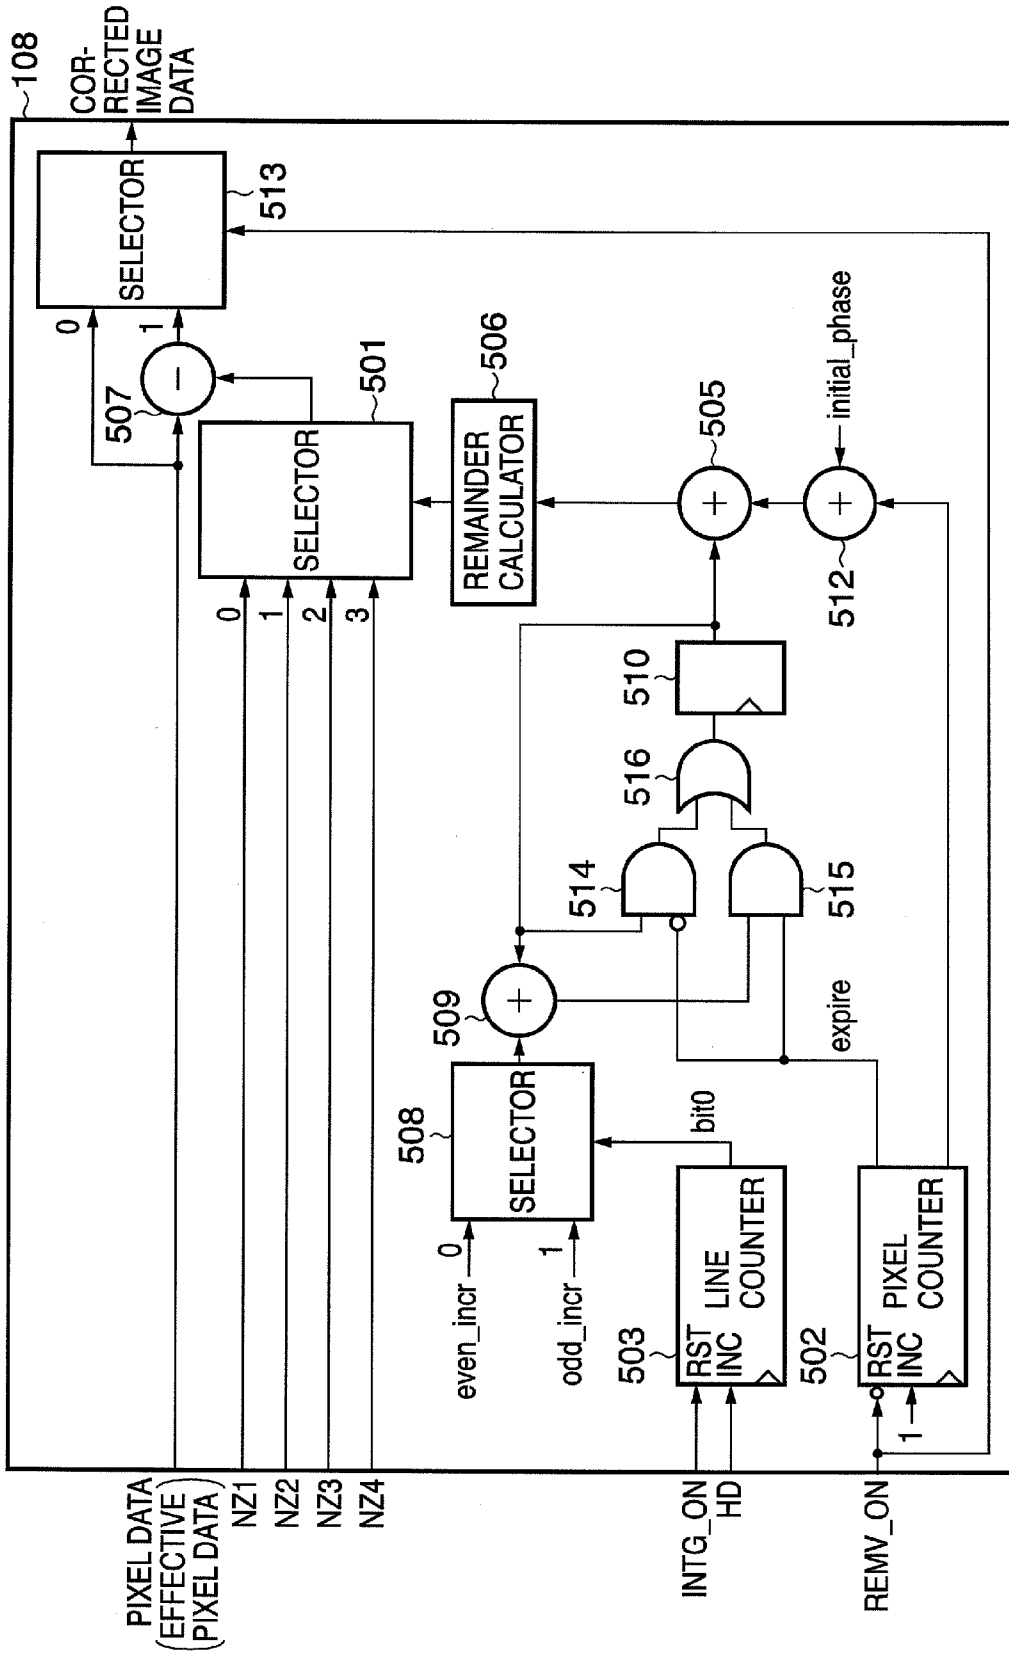 108
COR-
RECTED
IMAGE
DATA
SELECTOR
513
0
1
507
−
SELECTOR
501
0
1
2
3
REMAINDER
CALCULATOR
506
+
505
+
512
initial_phase
510
516
514
515
+
509
SELECTOR
508
0
1
even_incr
odd_incr
bit0
expire
RST
INC
LINE
COUNTER
503
RST
INC
PIXEL
COUNTER
502
1
PIXEL DATA
(EFFECTIVE
PIXEL DATA)
NZ1
NZ2
NZ3
NZ4
INTG_ON
HD
REMV_ON